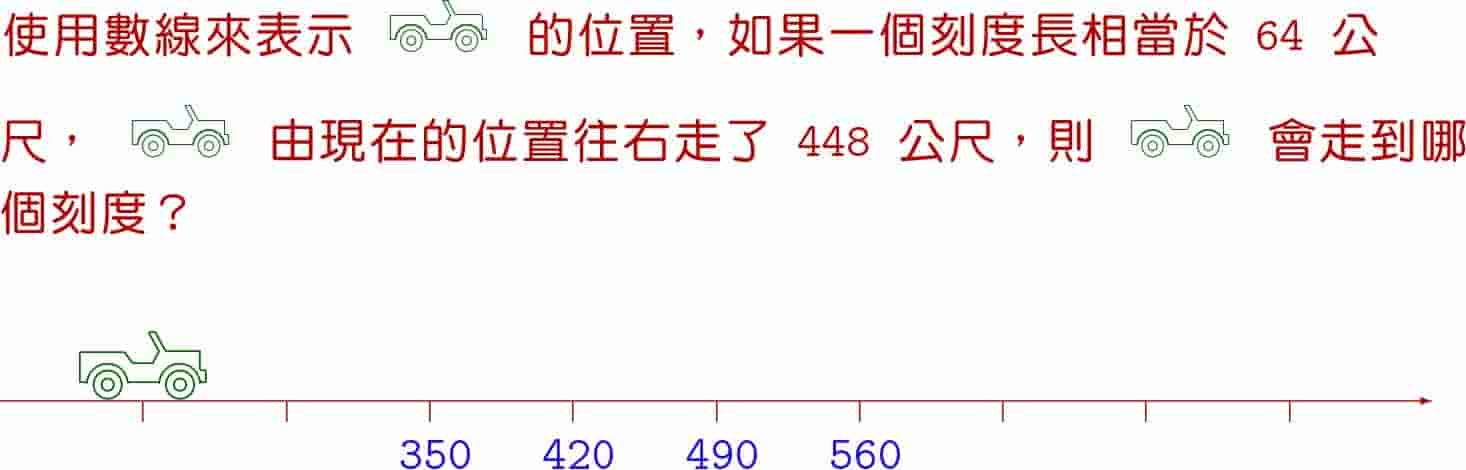 使用數線來表示 的位置，如果一個刻度長相當於 64 公
尺， 由現在的位置往右走了 448 公尺，則 會走到哪
個刻度？
350 420 490 560